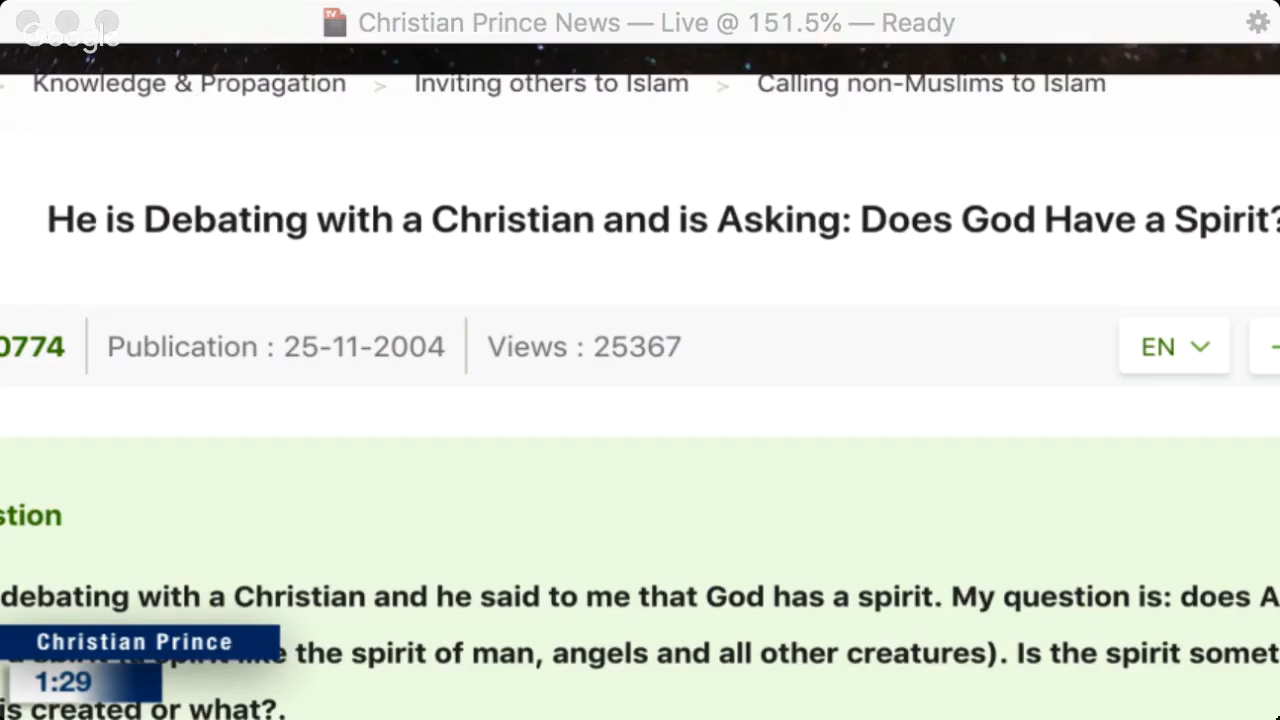 Christian Prince News — Live @ 151.5% — Ready
Google
Knowledge & Propagation > Inviting others to Islam > Calling non-Muslims to Islam
He is Debating with a Christian and is Asking: Does God Have a Spirit?
0774 Publication : 25-11-2004 Views : 25367 EN
stion
debating with a Christian and he said to me that God has a spirit. My question is: does A
the spirit of man, angels and all other creatures). Is the spirit somet
Christian Prince
1:29
is created or what?.